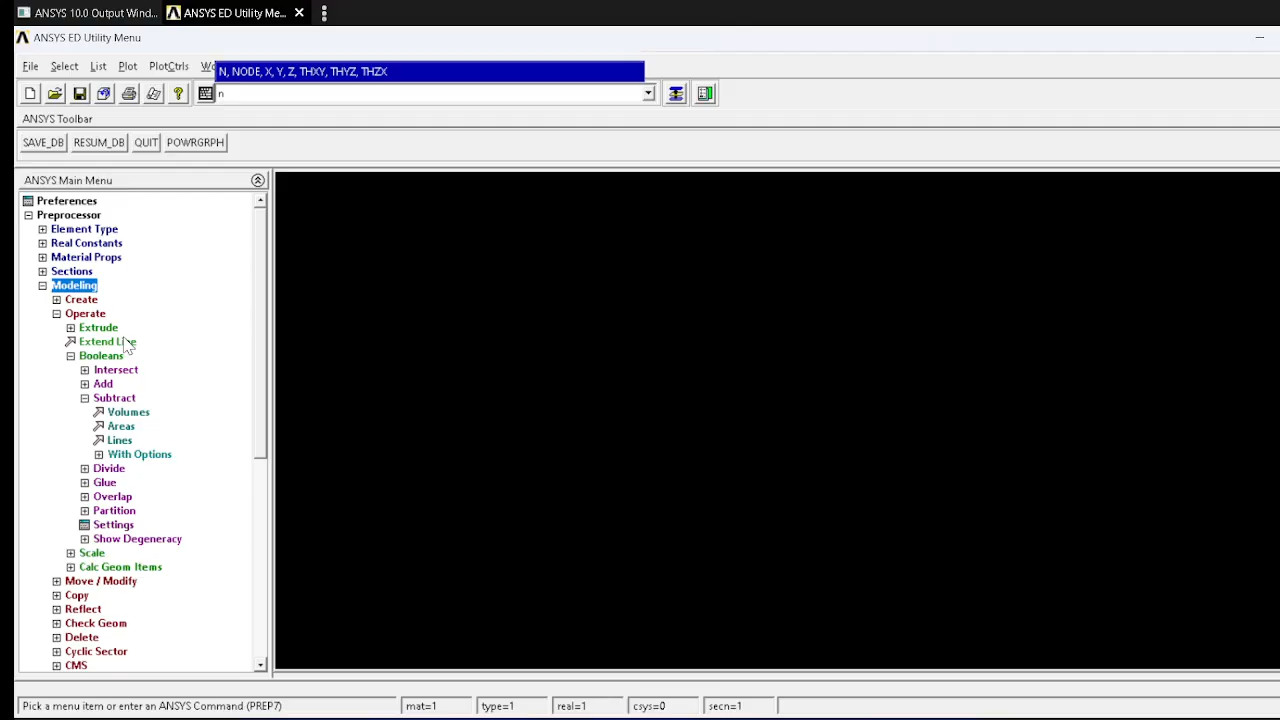 ANSYS 10.0 Output Wind...
ANSYS ED Utility Me...
ANSYS ED Utility Menu
File Select List Plot PlotCtrls
N, NODE, X, Y, Z, THXY, THYZ, THZX
n
ANSYS Toolbar
SAVE_DB RESUM_DB QUIT POWRGRPH
ANSYS Main Menu
Preferences
Preprocessor
Element Type
Real Constants
Material Props
Sections
Modeling
Create
Operate
Extrude
Extend Line
Booleans
Intersect
Add
Subtract
Volumes
Areas
Lines
With Options
Divide
Glue
Overlap
Partition
Settings
Show Degeneracy
Scale
Calc Geom Items
Move / Modify
Copy
Reflect
Check Geom
Delete
Cyclic Sector
CMS
Pick a menu item or enter an ANSYS Command (PREP7) mat=1 type=1 real=1 csys=0 secn=1